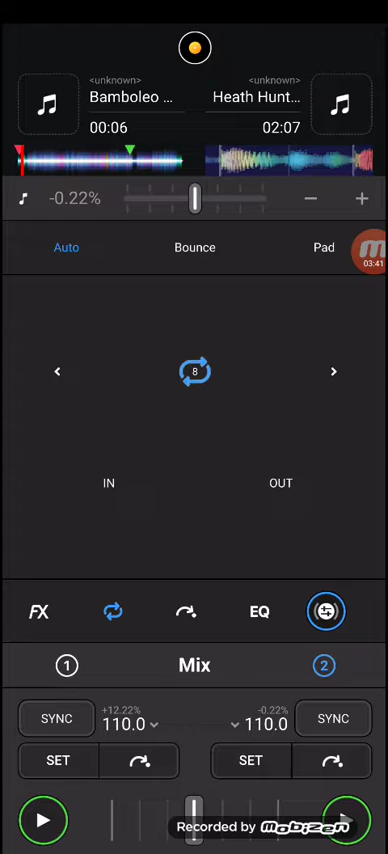 <unknown>
Bamboleo ...
00:06
<unknown>
Heath Hunt...
02:07
-0.22%
Auto
Bounce
Pad
03:41
8
IN
OUT
FX
EQ
1
Mix
2
SYNC
+12.22%
110.0
-0.22%
110.0
SYNC
SET
SET
Recorded by mobizen